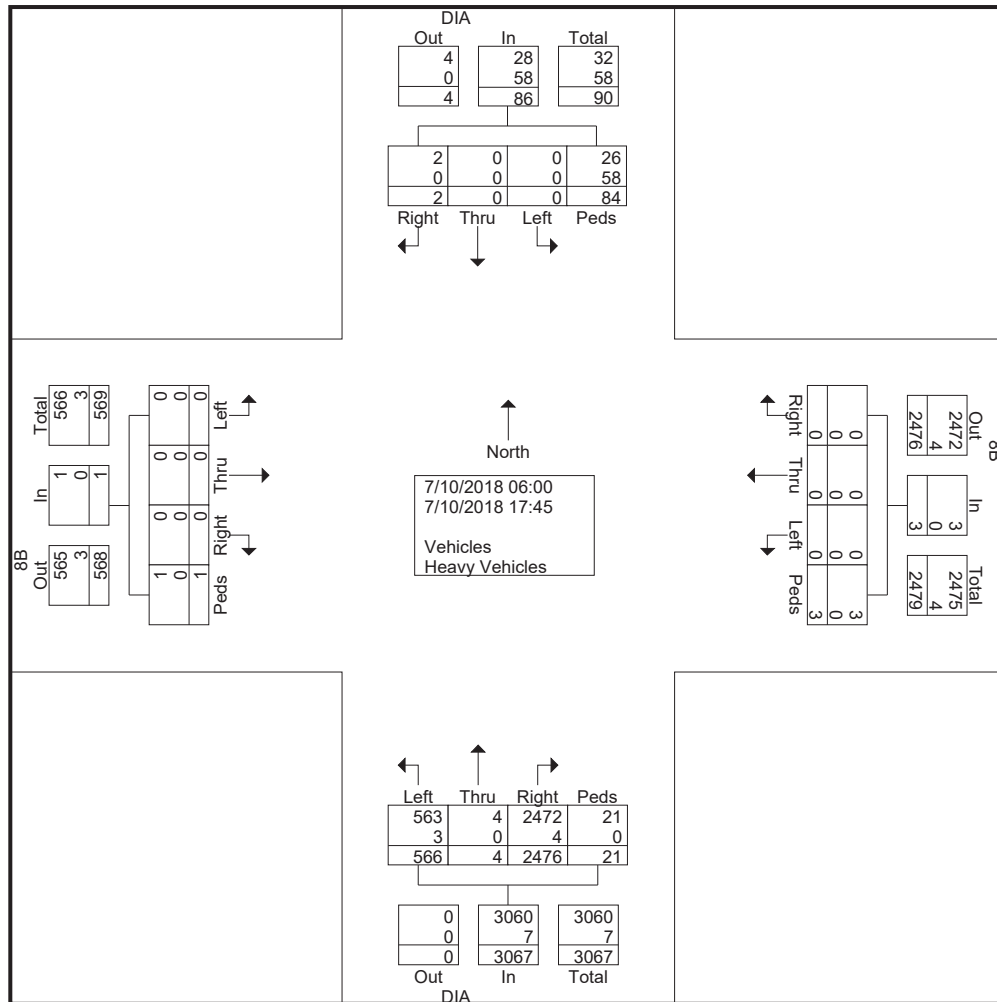 DIA
Out In Total
4 28 32
0 58 58
4 86 90
2 0 0 26
0 0 0 58
2 0 0 84
Right Thru Left Peds
8B
Out In Total
568 1 569
3 0 3
565 1 566
Left Thru Right Peds
0 0 0 1
0 0 0 0
0 0 0 1
North
7/10/2018 06:00
7/10/2018 17:45
Vehicles
Heavy Vehicles
Right Thru Left Peds
0 0 0 3
0 0 0 0
0 0 0 3
8B
Out In Total
2472 3 2475
4 0 4
2476 3 2479
Left Thru Right Peds
563 4 2472 21
3 0 4 0
566 4 2476 21
0 3060 3060
0 7 7
0 3067 3067
Out In Total
DIA